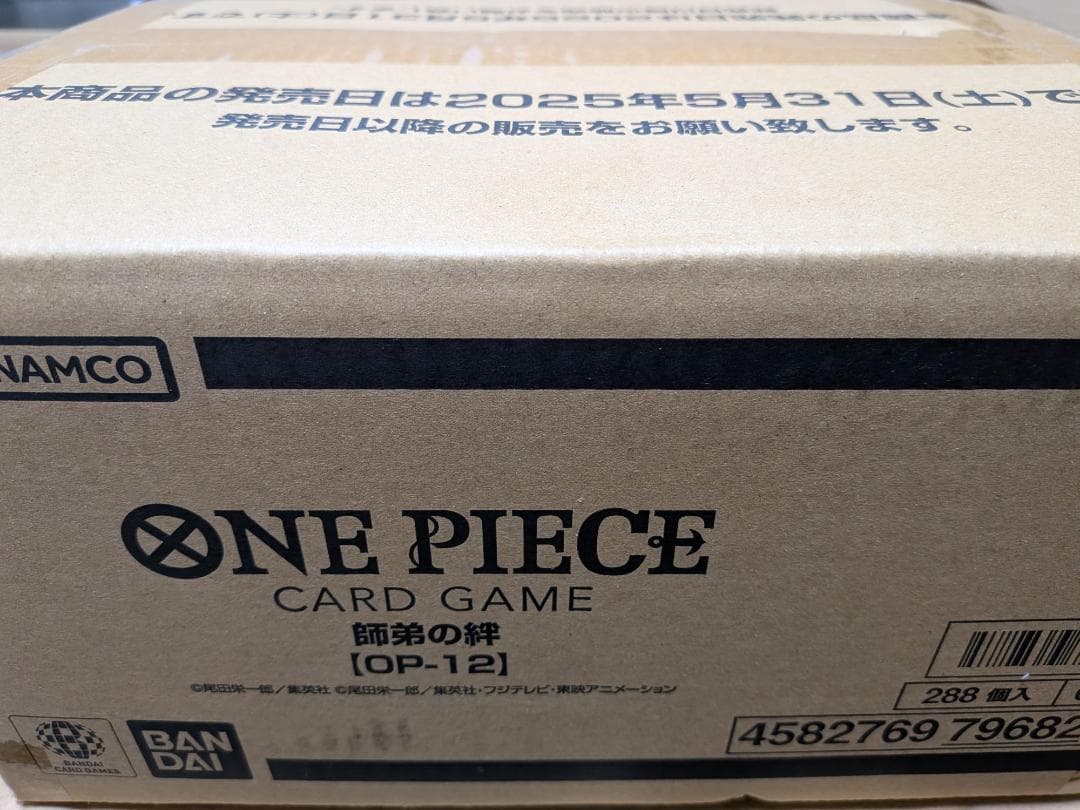 本商品の発売日は2025年5月31日(土)で
発売日以降の販売をお願い致します。
NAMCO
ONE PIECE
CARD GAME
師弟の絆
【OP-12】
©尾田栄一郎/集英社 ©尾田栄一郎/集英社・フジテレビ・東映アニメーション
288 個入
4582769 79682
BANDAI
CARD GAMES
BAN
DAI